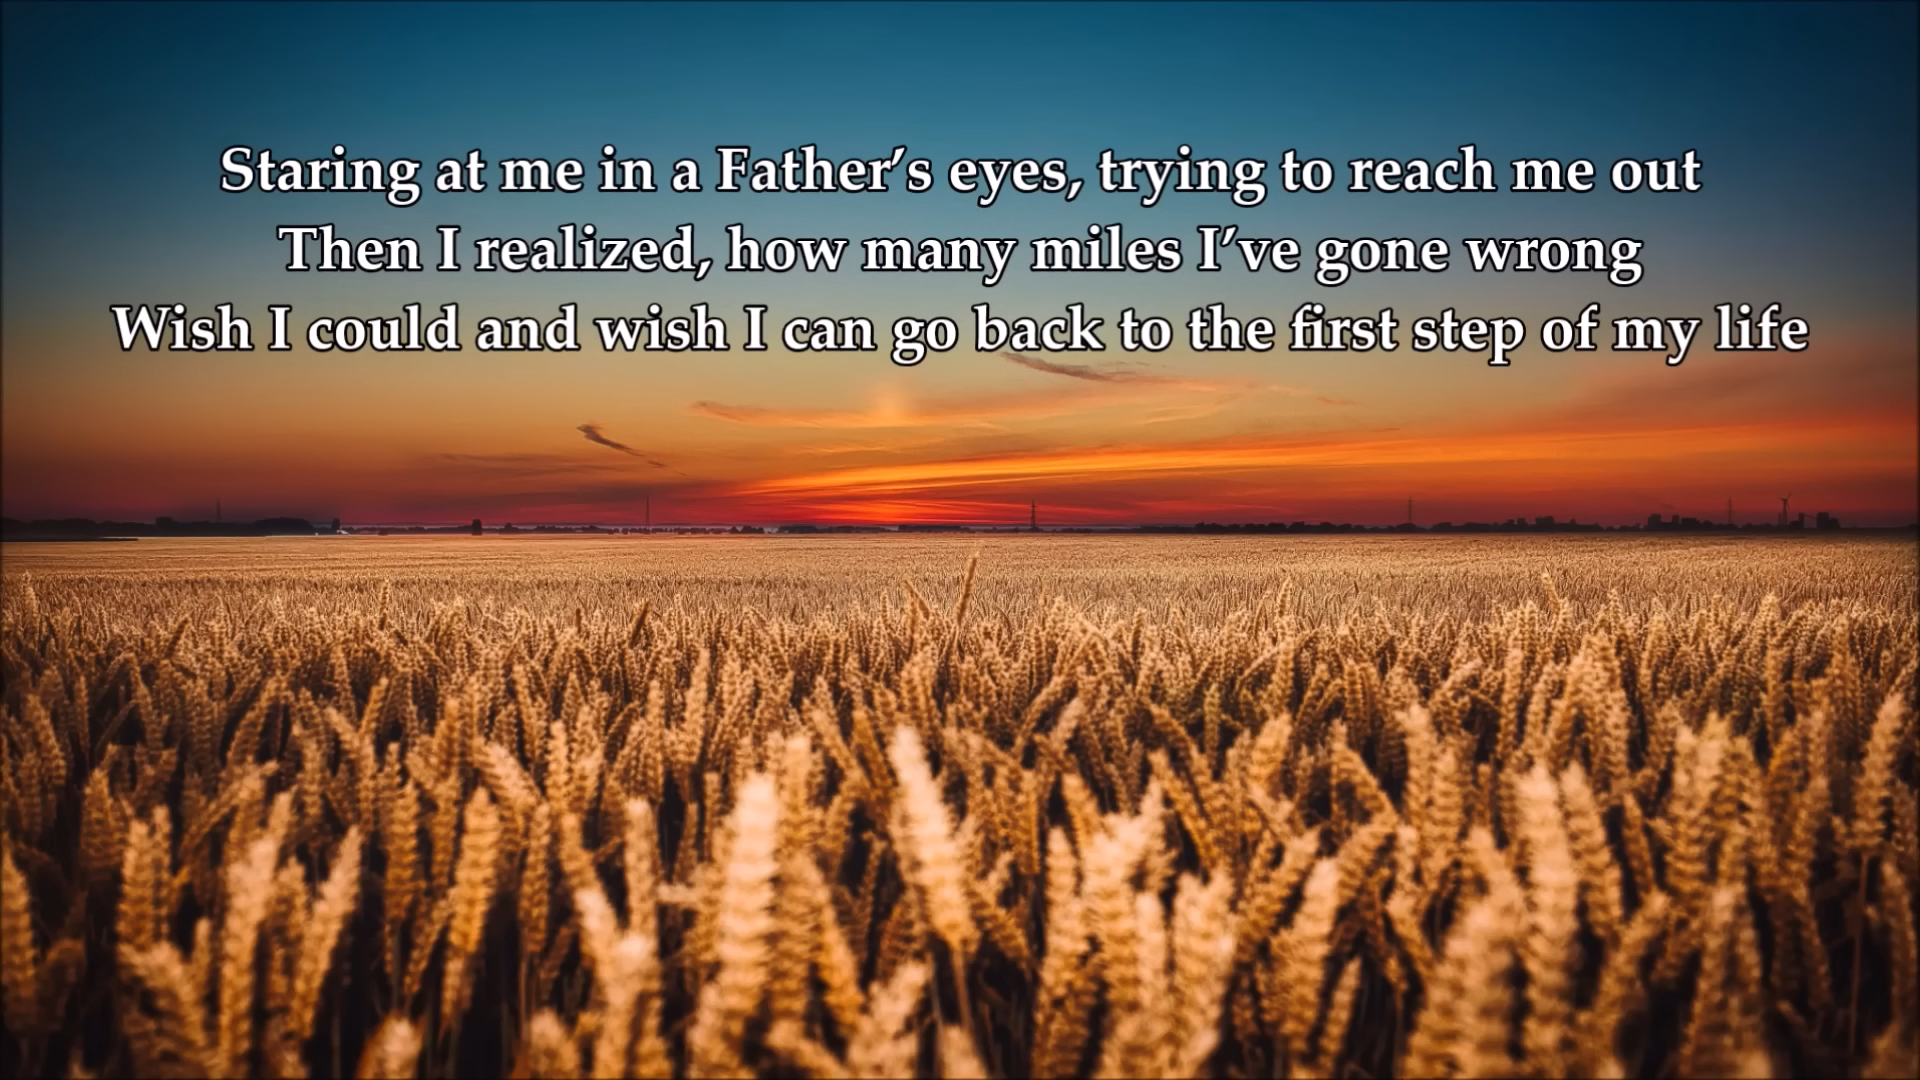 Staring at me in a Father’s eyes, trying to reach me out
Then I realized, how many miles I’ve gone wrong
Wish I could and wish I can go back to the first step of my life